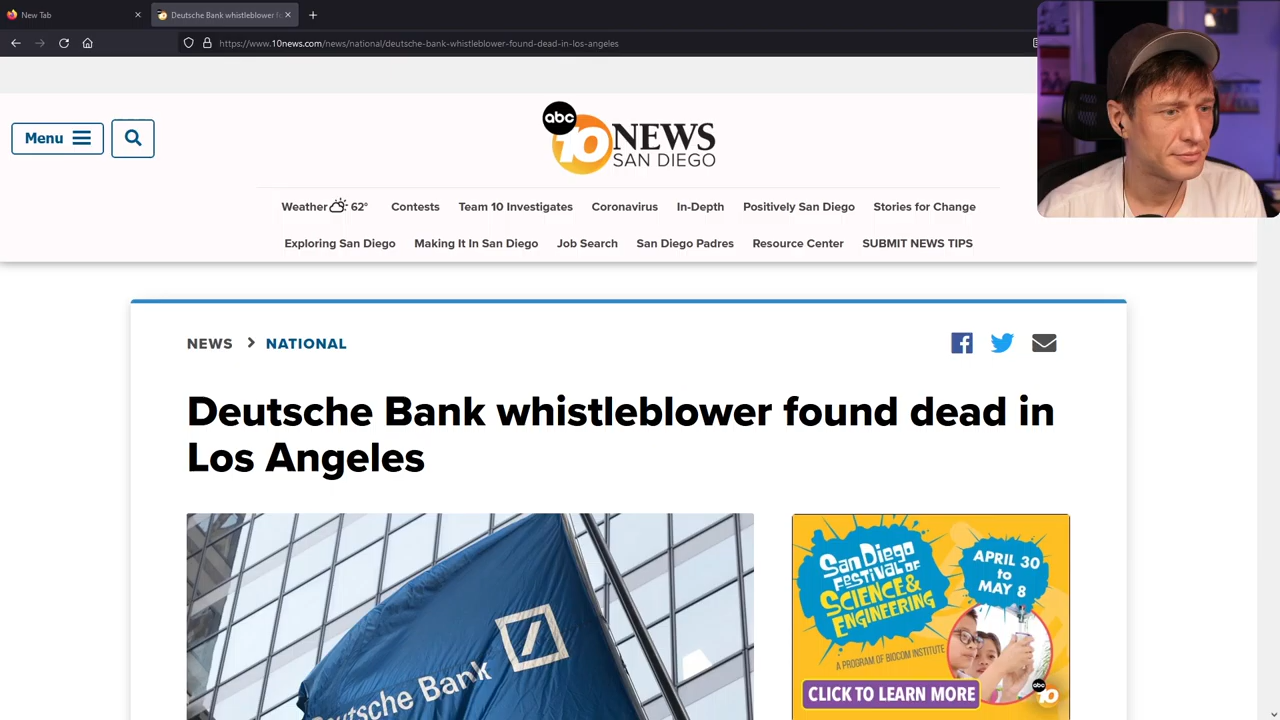 New Tab
Deutsche Bank whistleblower f
https://www.10news.com/news/national/deutsche-bank-whistleblower-found-dead-in-los-angeles
Menu
abc
10 NEWS
SAN DIEGO
Weather 62° Contests Team 10 Investigates Coronavirus In-Depth Positively San Diego Stories for Change
Exploring San Diego Making It In San Diego Job Search San Diego Padres Resource Center SUBMIT NEWS TIPS
NEWS > NATIONAL
Deutsche Bank whistleblower found dead in
Los Angeles
Deutsche Bank
San Diego
FESTIVAL OF
SCIENCE &
ENGINEERING
APRIL 30
to
MAY 8
A PROGRAM OF BIOCOM INSTITUTE
CLICK TO LEARN MORE
abc
10